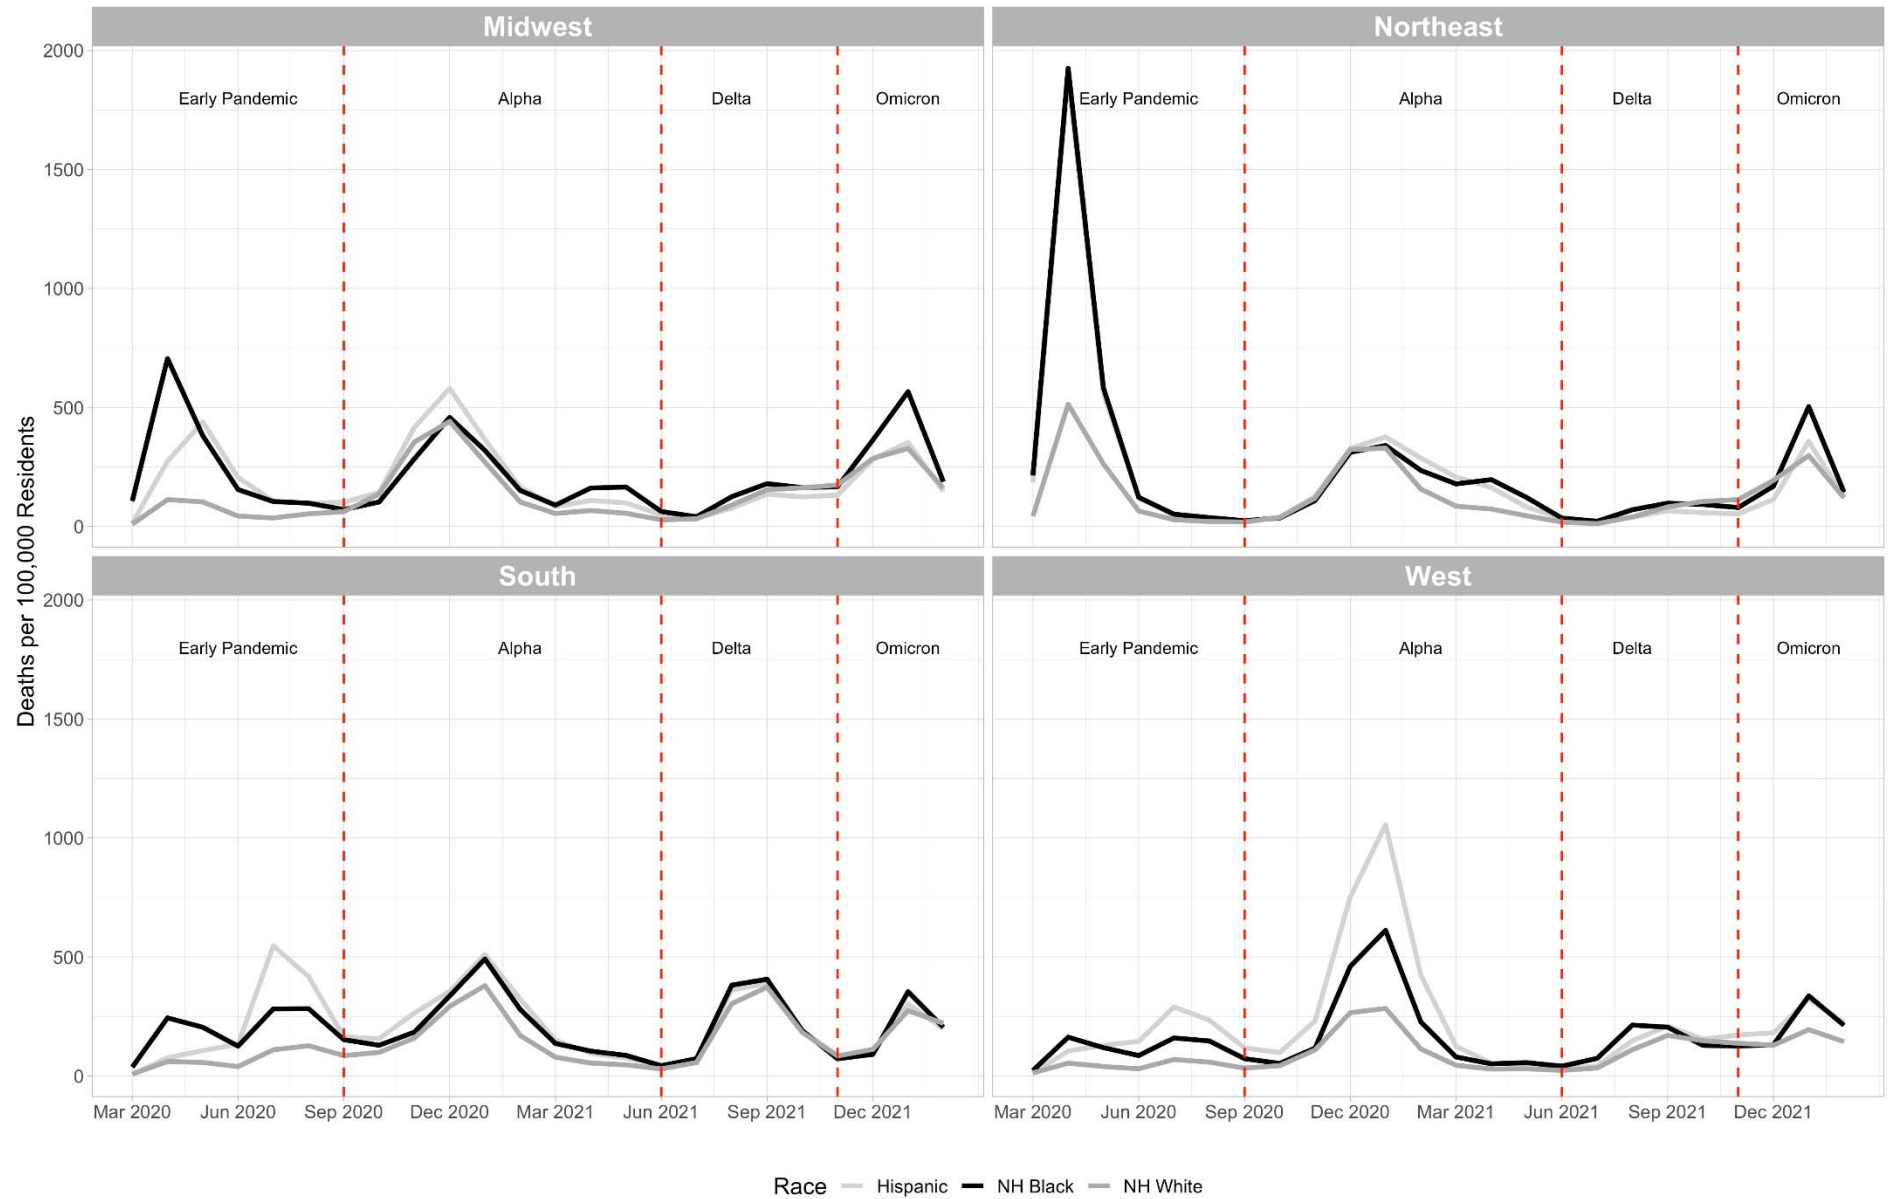 Midwest
Northeast
Deaths per 100,000 Residents
2000
1500
1000
500
0
Early Pandemic
Alpha
Delta
Omicron
Early Pandemic
Alpha
Delta
Omicron
South
West
2000
1500
1000
500
0
Early Pandemic
Alpha
Delta
Omicron
Early Pandemic
Alpha
Delta
Omicron
Mar 2020 Jun 2020 Sep 2020 Dec 2020 Mar 2021 Jun 2021 Sep 2021 Dec 2021
Mar 2020 Jun 2020 Sep 2020 Dec 2020 Mar 2021 Jun 2021 Sep 2021 Dec 2021
Race Hispanic NH Black NH White